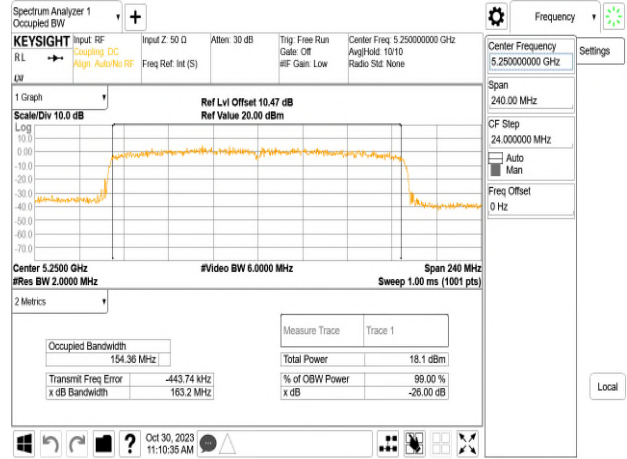 Spectrum Analyzer 1
Occupied BW
Frequency
KEYSIGHT
RL
Input: RF
Coupling: DC
Align: Auto/No RF
Input Z: 50 Ω
Freq Ref: Int (S)
Atten: 30 dB
Trig: Free Run
Gate: Off
#IF Gain: Low
Center Freq: 5.250000000 GHz
Avg|Hold: 10/10
Radio Std: None
Center Frequency
5.250000000 GHz
Settings
Span
240.00 MHz
CF Step
24.000000 MHz
Auto
Man
Freq Offset
0 Hz
Local
1 Graph
Scale/Div 10.0 dB
Ref Lvl Offset 10.47 dB
Ref Value 20.00 dBm
Log
10.0
0.00
-10.0
-20.0
-30.0
-40.0
-50.0
-60.0
-70.0
Center 5.2500 GHz
#Video BW 6.0000 MHz
Span 240 MHz
#Res BW 2.0000 MHz
Sweep 1.00 ms (1001 pts)
2 Metrics
Measure Trace Trace 1
Occupied Bandwidth
154.36 MHz
Total Power 18.1 dBm
Transmit Freq Error -443.74 kHz
% of OBW Power 99.00 %
x dB Bandwidth 163.2 MHz
x dB -26.00 dB
Oct 30, 2023
11:10:35 AM